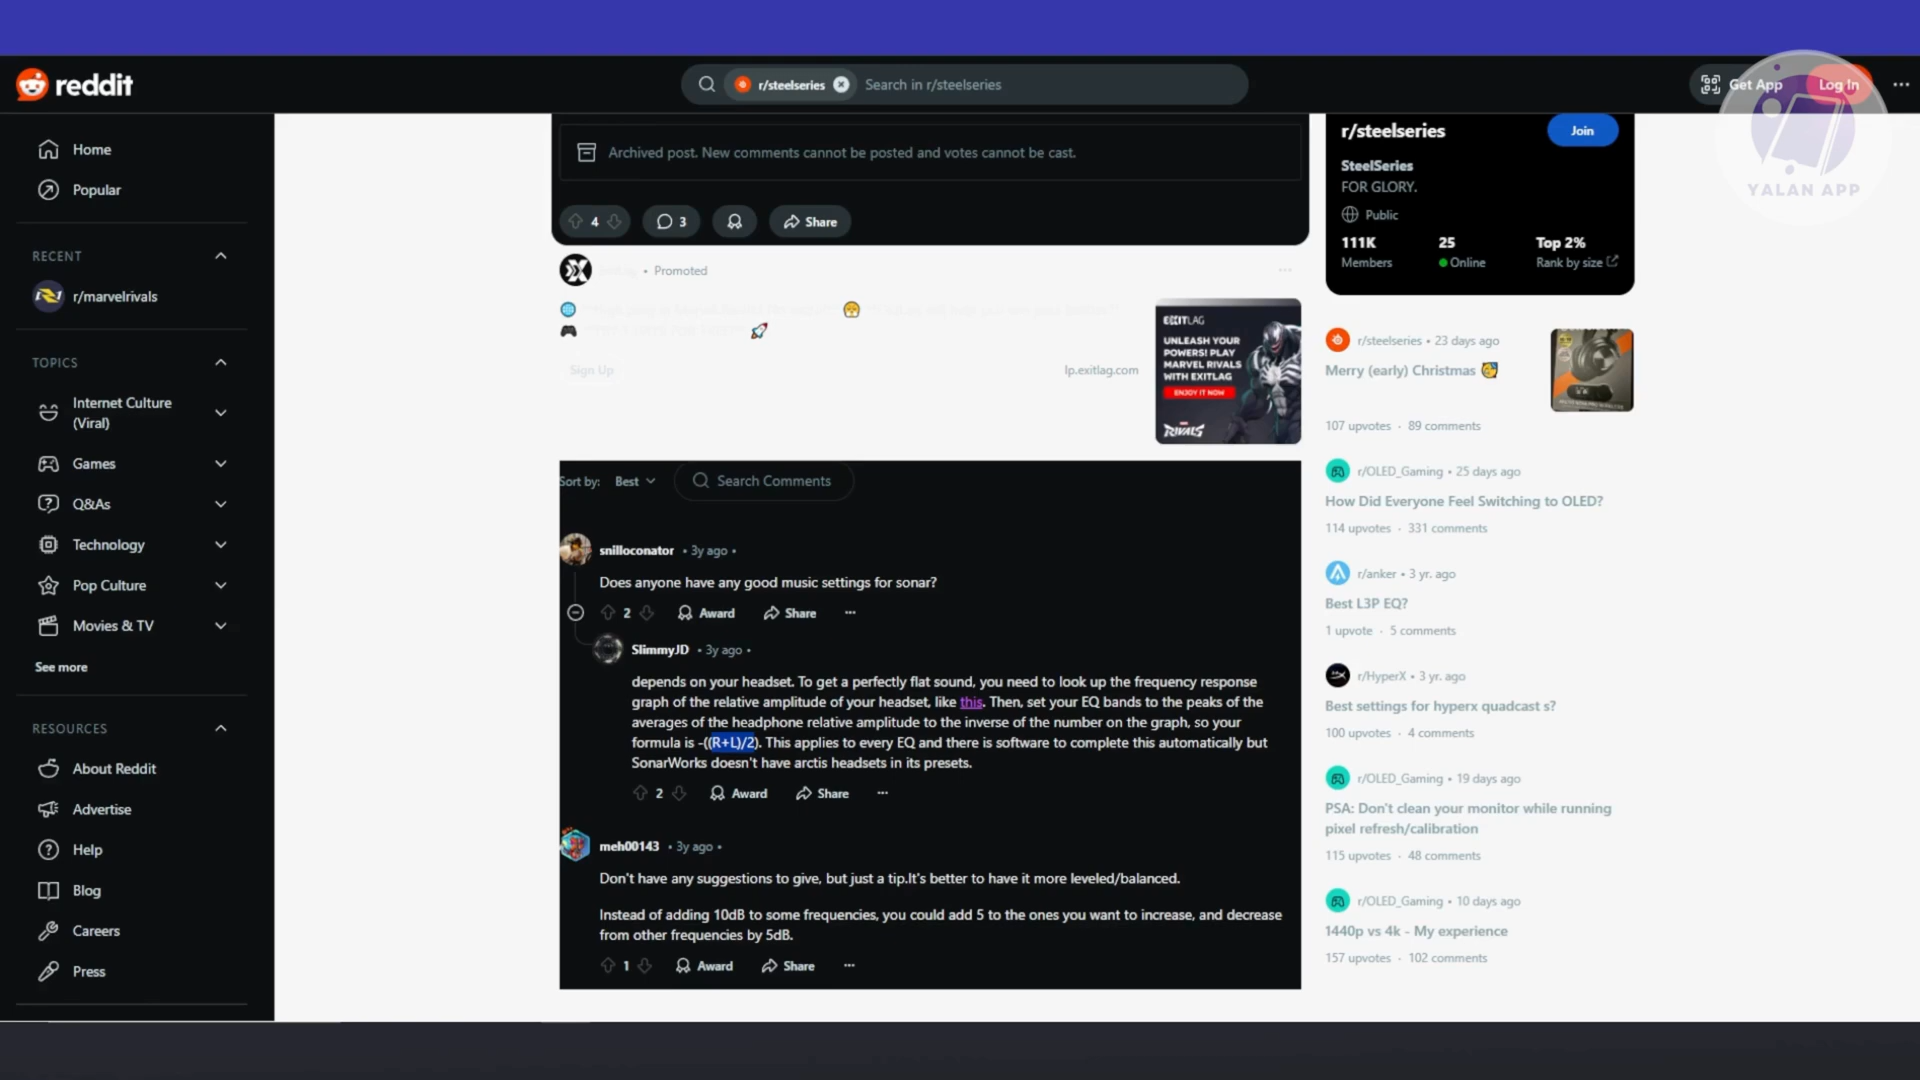 reddit
r/steelseries
Search in r/steelseries
Get App
Log In
YALAN APP
Home
Popular
RECENT
r/marvelrivals
TOPICS
Internet Culture
(Viral)
Games
Q&As
Technology
Pop Culture
Movies & TV
See more
RESOURCES
About Reddit
Advertise
Help
Blog
Careers
Press
Archived post. New comments cannot be posted and votes cannot be cast.
4
3
Share
• Promoted
Sign Up
lp.exitlag.com
EXITLAG
UNLEASH YOUR
POWERS! PLAY
MARVEL RIVALS
WITH EXITLAG
ENJOY IT NOW
RIVALS
Sort by: Best
Search Comments
snilloconator • 3y ago •
Does anyone have any good music settings for sonar?
2 Award Share
SlimmyJD • 3y ago •
depends on your headset. To get a perfectly flat sound, you need to look up the frequency response
graph of the relative amplitude of your headset, like this. Then, set your EQ bands to the peaks of the
averages of the headphone relative amplitude to the inverse of the number on the graph, so your
formula is -((R+L)/2). This applies to every EQ and there is software to complete this automatically but
SonarWorks doesn't have arctis headsets in its presets.
2 Award Share
meh00143 • 3y ago •
Don't have any suggestions to give, but just a tip.It's better to have it more leveled/balanced.
Instead of adding 10dB to some frequencies, you could add 5 to the ones you want to increase, and decrease
from other frequencies by 5dB.
1 Award Share
r/steelseries
Join
SteelSeries
FOR GLORY.
Public
111K 25 Top 2%
Members Online Rank by size
r/steelseries • 23 days ago
Merry (early) Christmas
107 upvotes · 89 comments
r/OLED_Gaming • 25 days ago
How Did Everyone Feel Switching to OLED?
114 upvotes · 331 comments
r/anker • 3 yr. ago
Best L3P EQ?
1 upvote · 5 comments
r/HyperX • 3 yr. ago
Best settings for hyperx quadcast s?
100 upvotes · 4 comments
r/OLED_Gaming • 19 days ago
PSA: Don't clean your monitor while running
pixel refresh/calibration
115 upvotes · 48 comments
r/OLED_Gaming • 10 days ago
1440p vs 4k - My experience
157 upvotes · 102 comments